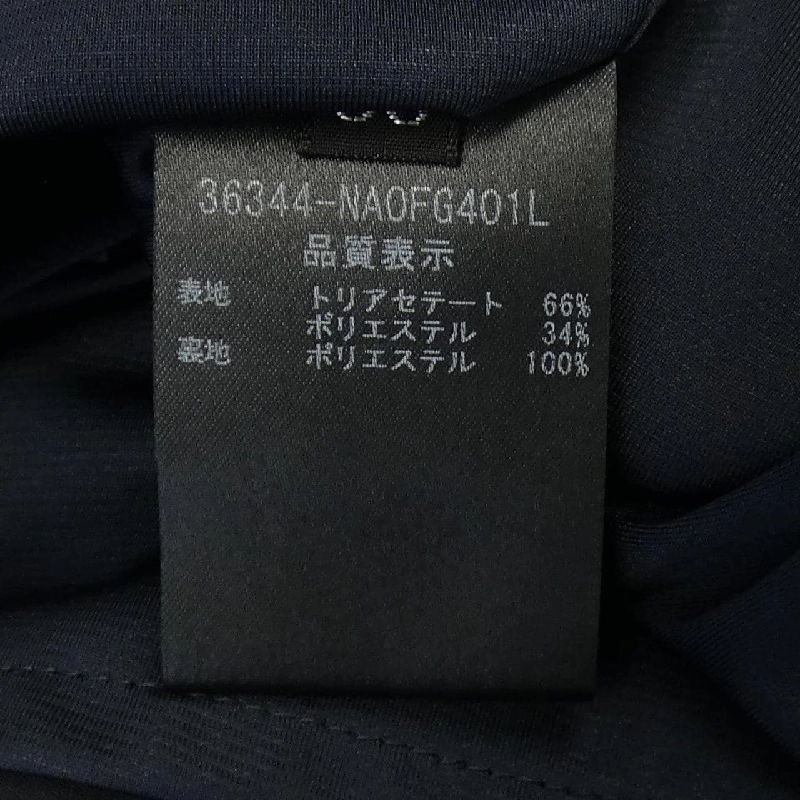 36344-NA0FG401L
品質表示
表地 トリアセテート 66%
ポリエステル 34%
裏地 ポリエステル 100%